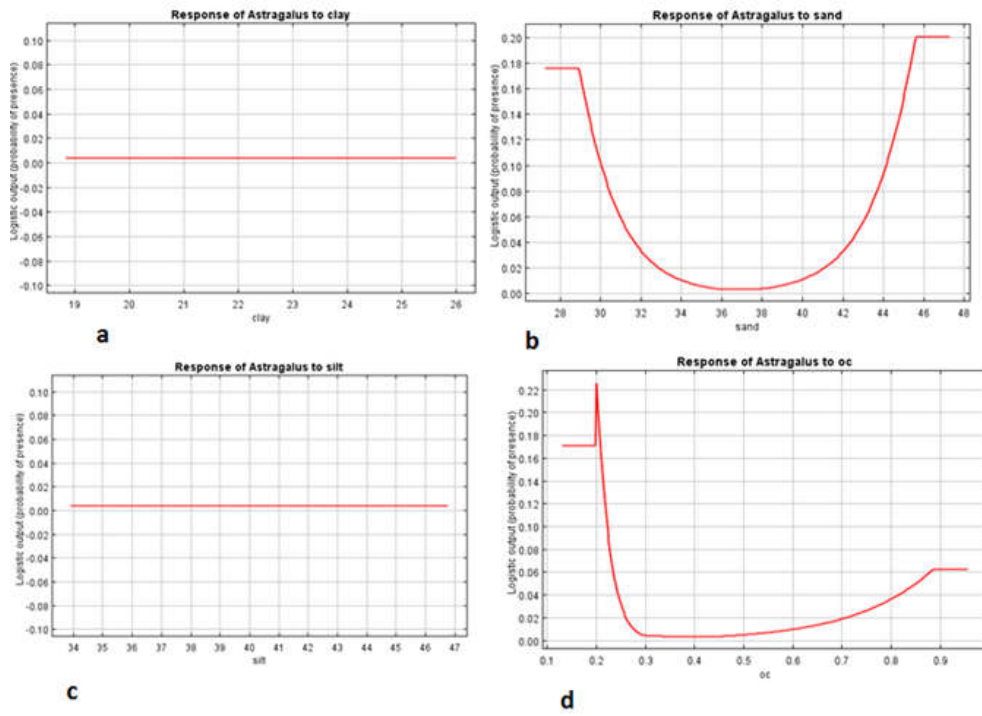 Response of Astragalus to clay
Logistic output (probability of presence)
0.10
0.08
0.06
0.04
0.02
0.00
-0.02
-0.04
-0.06
-0.08
-0.10
19 20 21 22 23 24 25 26
clay
a
Response of Astragalus to sand
Logistic output (probability of presence)
0.20
0.18
0.16
0.14
0.12
0.10
0.08
0.06
0.04
0.02
0.00
28 30 32 34 36 38 40 42 44 46 48
sand
b
Response of Astragalus to silt
Logistic output (probability of presence)
0.10
0.08
0.06
0.04
0.02
0.00
-0.02
-0.04
-0.06
-0.08
-0.10
34 35 36 37 38 39 40 41 42 43 44 45 46 47
silt
c
Response of Astragalus to oc
Logistic output (probability of presence)
0.22
0.20
0.18
0.16
0.14
0.12
0.10
0.08
0.06
0.04
0.02
0.00
0.1 0.2 0.3 0.4 0.5 0.6 0.7 0.8 0.9
oc
d